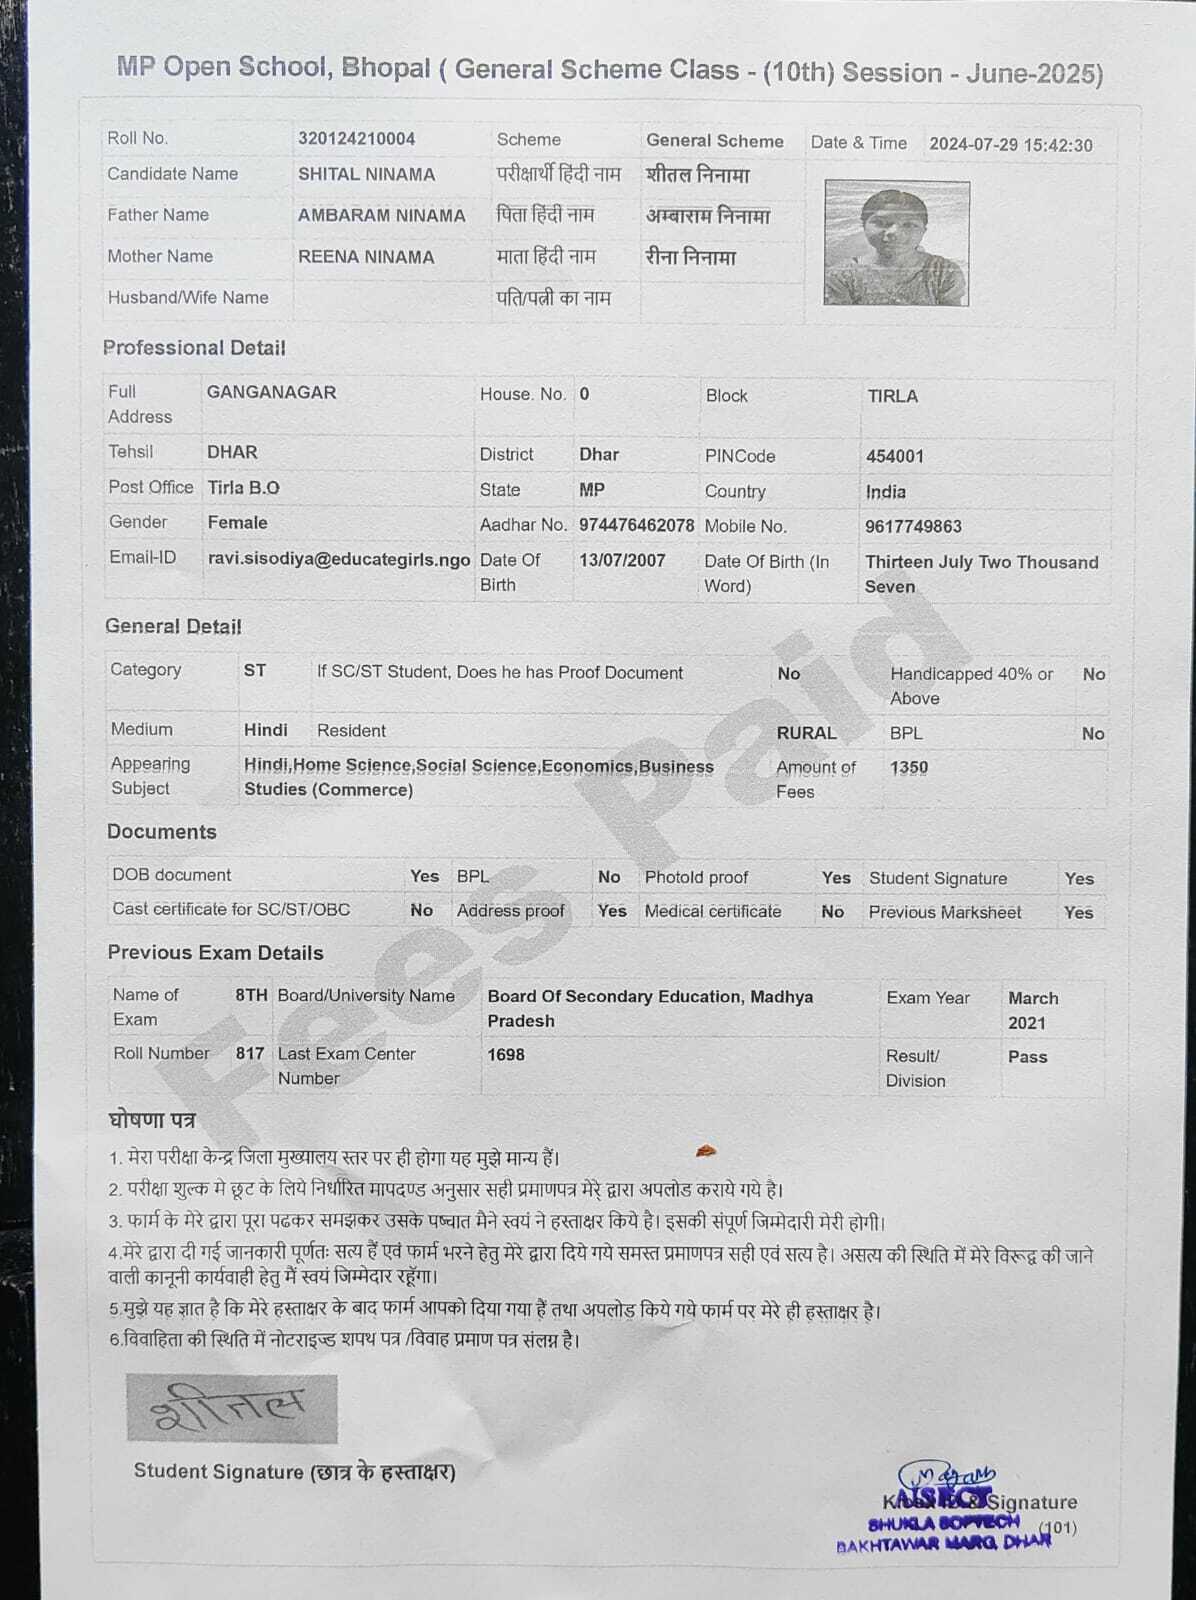 MP Open School, Bhopal ( General Scheme Class - (10th) Session - June-2025)
Roll No. 320124210004 Scheme General Scheme Date & Time 2024-07-29 15:42:30
Candidate Name SHITAL NINAMA परीक्षार्थी हिंदी नाम शीतल निनामा
Father Name AMBARAM NINAMA पिता हिंदी नाम अम्बाराम निनामा
Mother Name REENA NINAMA माता हिंदी नाम रीना निनामा
Husband/Wife Name पति/पत्नी का नाम
Professional Detail
Full GANGANAGAR House. No. 0 Block TIRLA
Address
Tehsil DHAR District Dhar PINCode 454001
Post Office Tirla B.O State MP Country India
Gender Female Aadhar No. 974476462078 Mobile No. 9617749863
Email-ID ravi.sisodiya@educategirls.ngo Date Of 13/07/2007 Date Of Birth (In Thirteen July Two Thousand
Birth Word) Seven
General Detail
Category ST If SC/ST Student, Does he has Proof Document No Handicapped 40% or No
Above
Medium Hindi Resident RURAL BPL No
Appearing Hindi,Home Science,Social Science,Economics,Business Amount of 1350
Subject Studies (Commerce) Fees
Documents
DOB document Yes BPL No PhotoId proof Yes Student Signature Yes
Cast certificate for SC/ST/OBC No Address proof Yes Medical certificate No Previous Marksheet Yes
Previous Exam Details
Name of 8TH Board/University Name Board Of Secondary Education, Madhya Exam Year March
Exam Pradesh 2021
Roll Number 817 Last Exam Center 1698 Result/ Pass
Number Division
Fees Paid
घोषणा पत्र
1. मेरा परीक्षा केन्द्र जिला मुख्यालय स्तर पर ही होगा यह मुझे मान्य हैं।
2. परीक्षा शुल्क मे छूट के लिये निर्धारित मापदण्ड अनुसार सही प्रमाणपत्र मेरे् द्वारा अपलोड कराये गये है।
3. फार्म के मेरे द्वारा पूरा पढकर समझकर उसके पष्चात मैने स्वयं ने हस्ताक्षर किये है। इसकी संपूर्ण जिम्मेदारी मेरी होगी।
4.मेरे द्वारा दी गई जानकारी पूर्णतः सत्य हैं एवं फार्म भरने हेतु मेरे द्वारा दिये गये समस्त प्रमाणपत्र सही एवं सत्य है। असत्य की स्थिति में मेरे विरूद्व की जाने
वाली कानूनी कार्यवाही हेतु मैं स्वयं जिम्मेदार रहूॅगा।
5.मुझे यह ज्ञात है कि मेरे हस्ताक्षर के बाद फार्म आपको दिया गया हैं तथा अपलोड किये गये फार्म पर मेरे ही हस्ताक्षर है।
6.विवाहिता की स्थिति में नोटराइज्ड शपथ पत्र /विवाह प्रमाण पत्र संलग्न है।
शीतल
Student Signature (छात्र के हस्ताक्षर)
AISECT
& Signature
SHUKLA SOFTECH
(101)
BAKHTAWAR MARG, DHAR